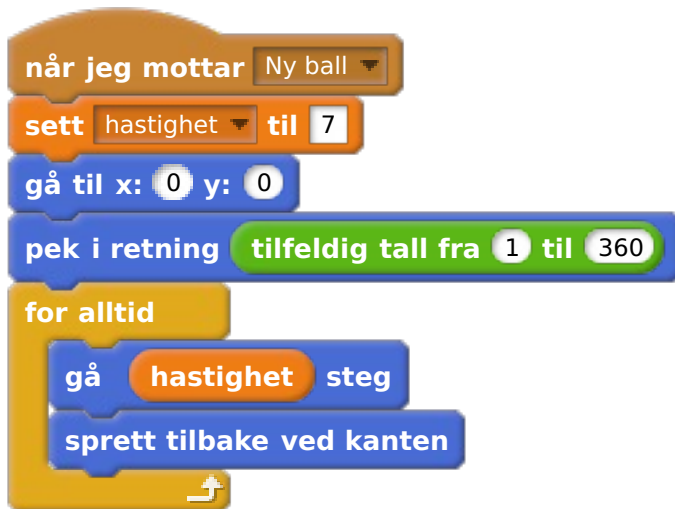 når jeg mottar Ny ball
sett hastighet til 7
gå til x: 0 y: 0
pek i retning tilfeldig tall fra 1 til 360
for alltid
gå hastighet steg
sprett tilbake ved kanten